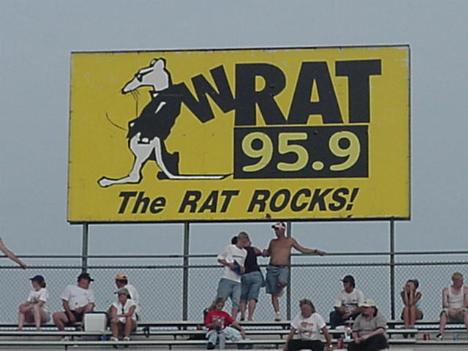 WRAT
95.9
The RAT ROCKS!